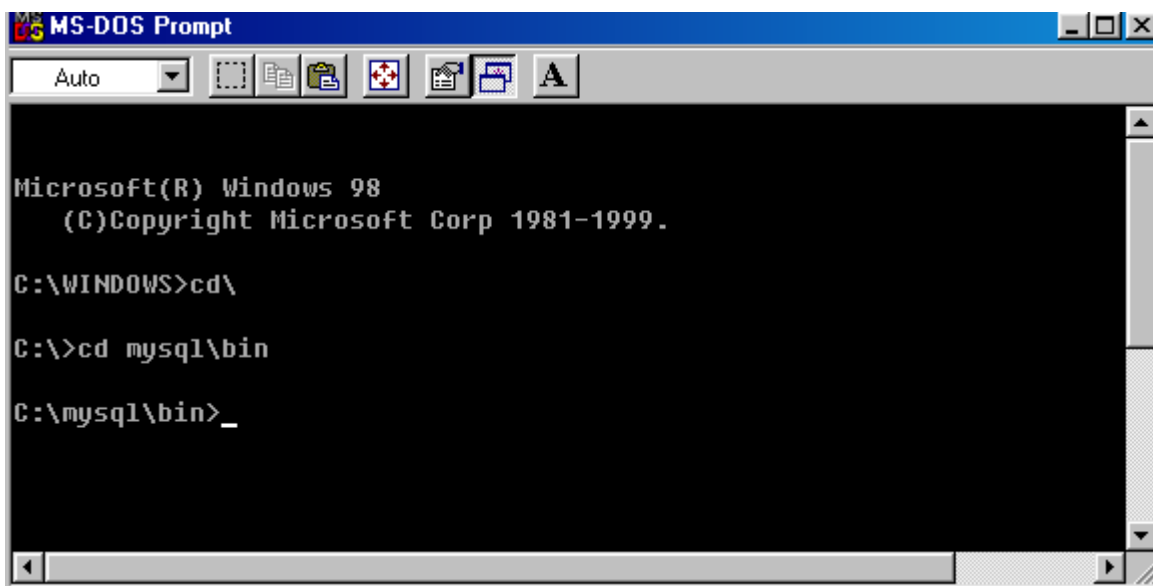 MS-DOS Prompt
Auto
A
Microsoft(R) Windows 98
(C)Copyright Microsoft Corp 1981-1999.
C:\WINDOWS>cd\
C:\>cd mysql\bin
C:\mysql\bin>_